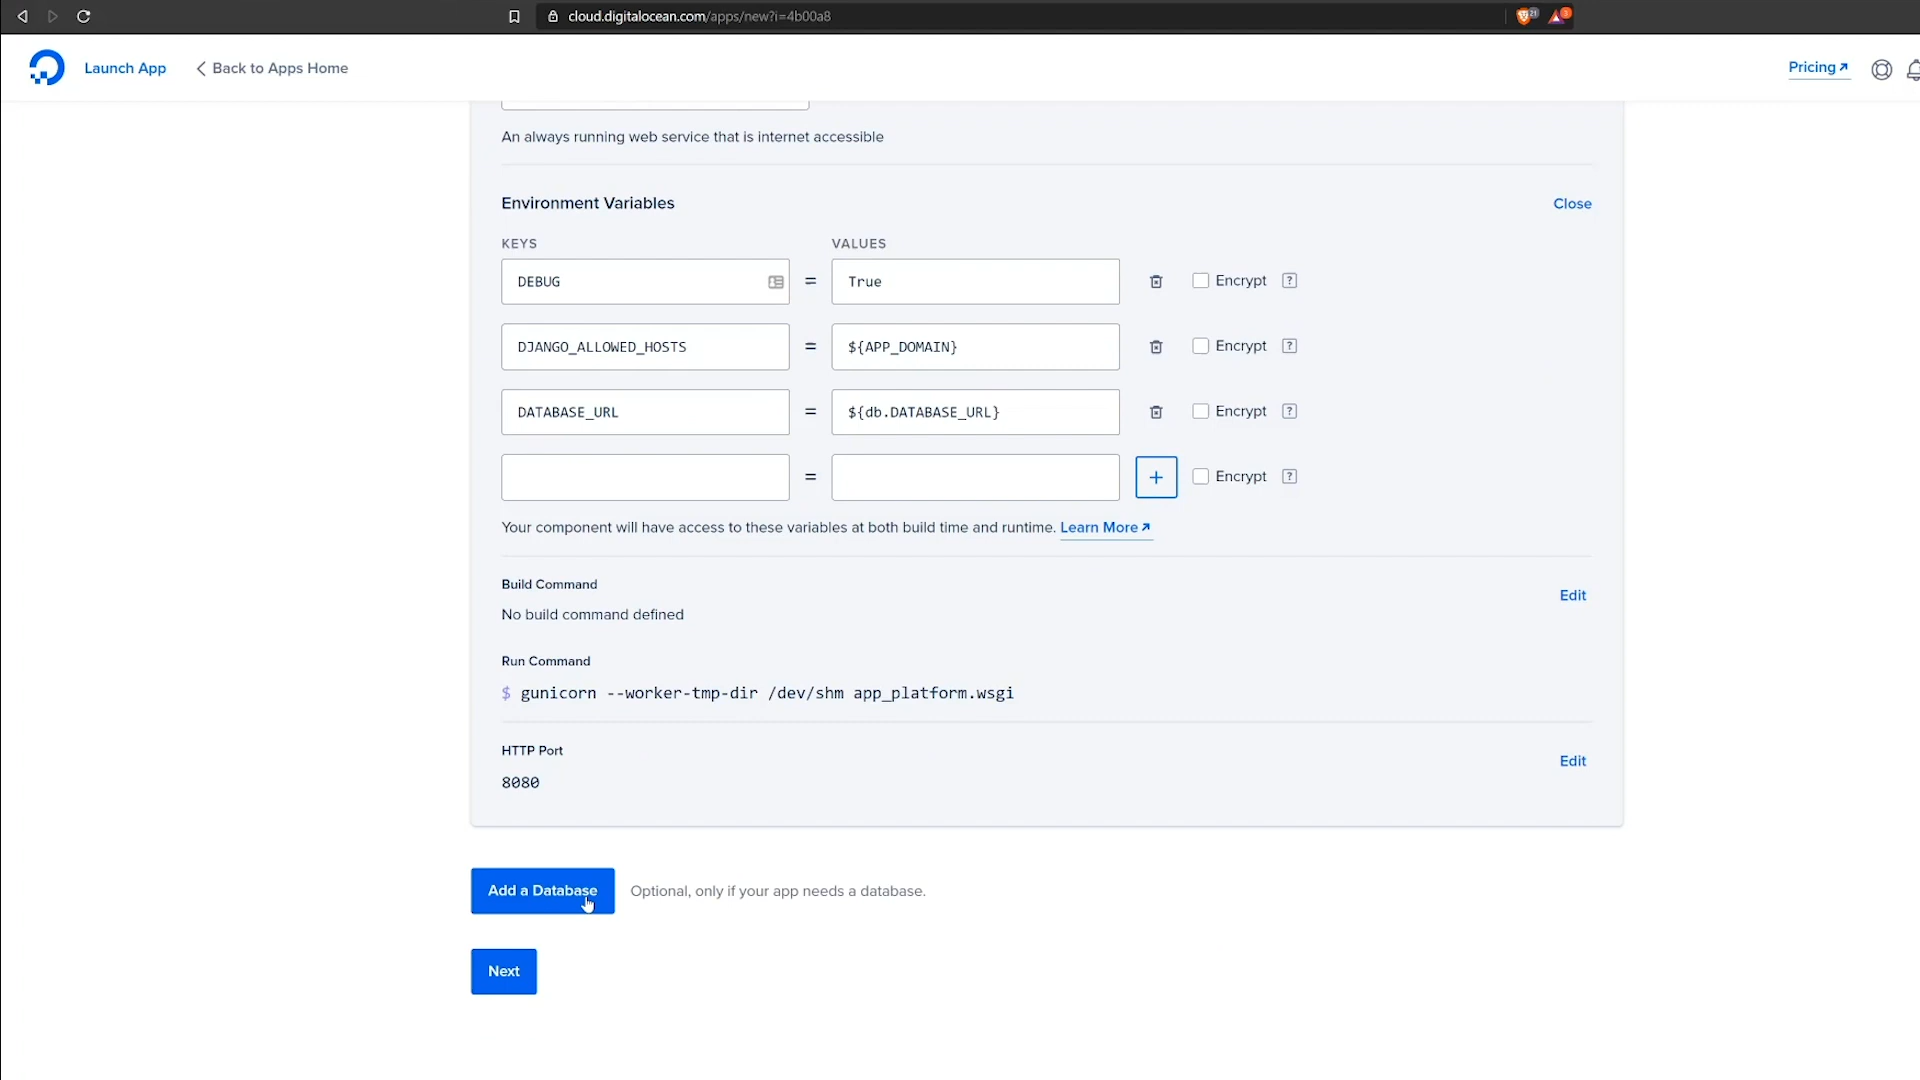 cloud.digitalocean.com/apps/new?i=4b00a8
21
3
Launch App
Back to Apps Home
Pricing
An always running web service that is internet accessible
Environment Variables
Close
KEYS
VALUES
DEBUG
=
True
Encrypt
?
DJANGO_ALLOWED_HOSTS
=
${APP_DOMAIN}
Encrypt
?
DATABASE_URL
=
${db.DATABASE_URL}
Encrypt
?
=
+
Encrypt
?
Your component will have access to these variables at both build time and runtime. Learn More
Build Command
Edit
No build command defined
Run Command
$ gunicorn --worker-tmp-dir /dev/shm app_platform.wsgi
HTTP Port
Edit
8080
Add a Database
Optional, only if your app needs a database.
Next